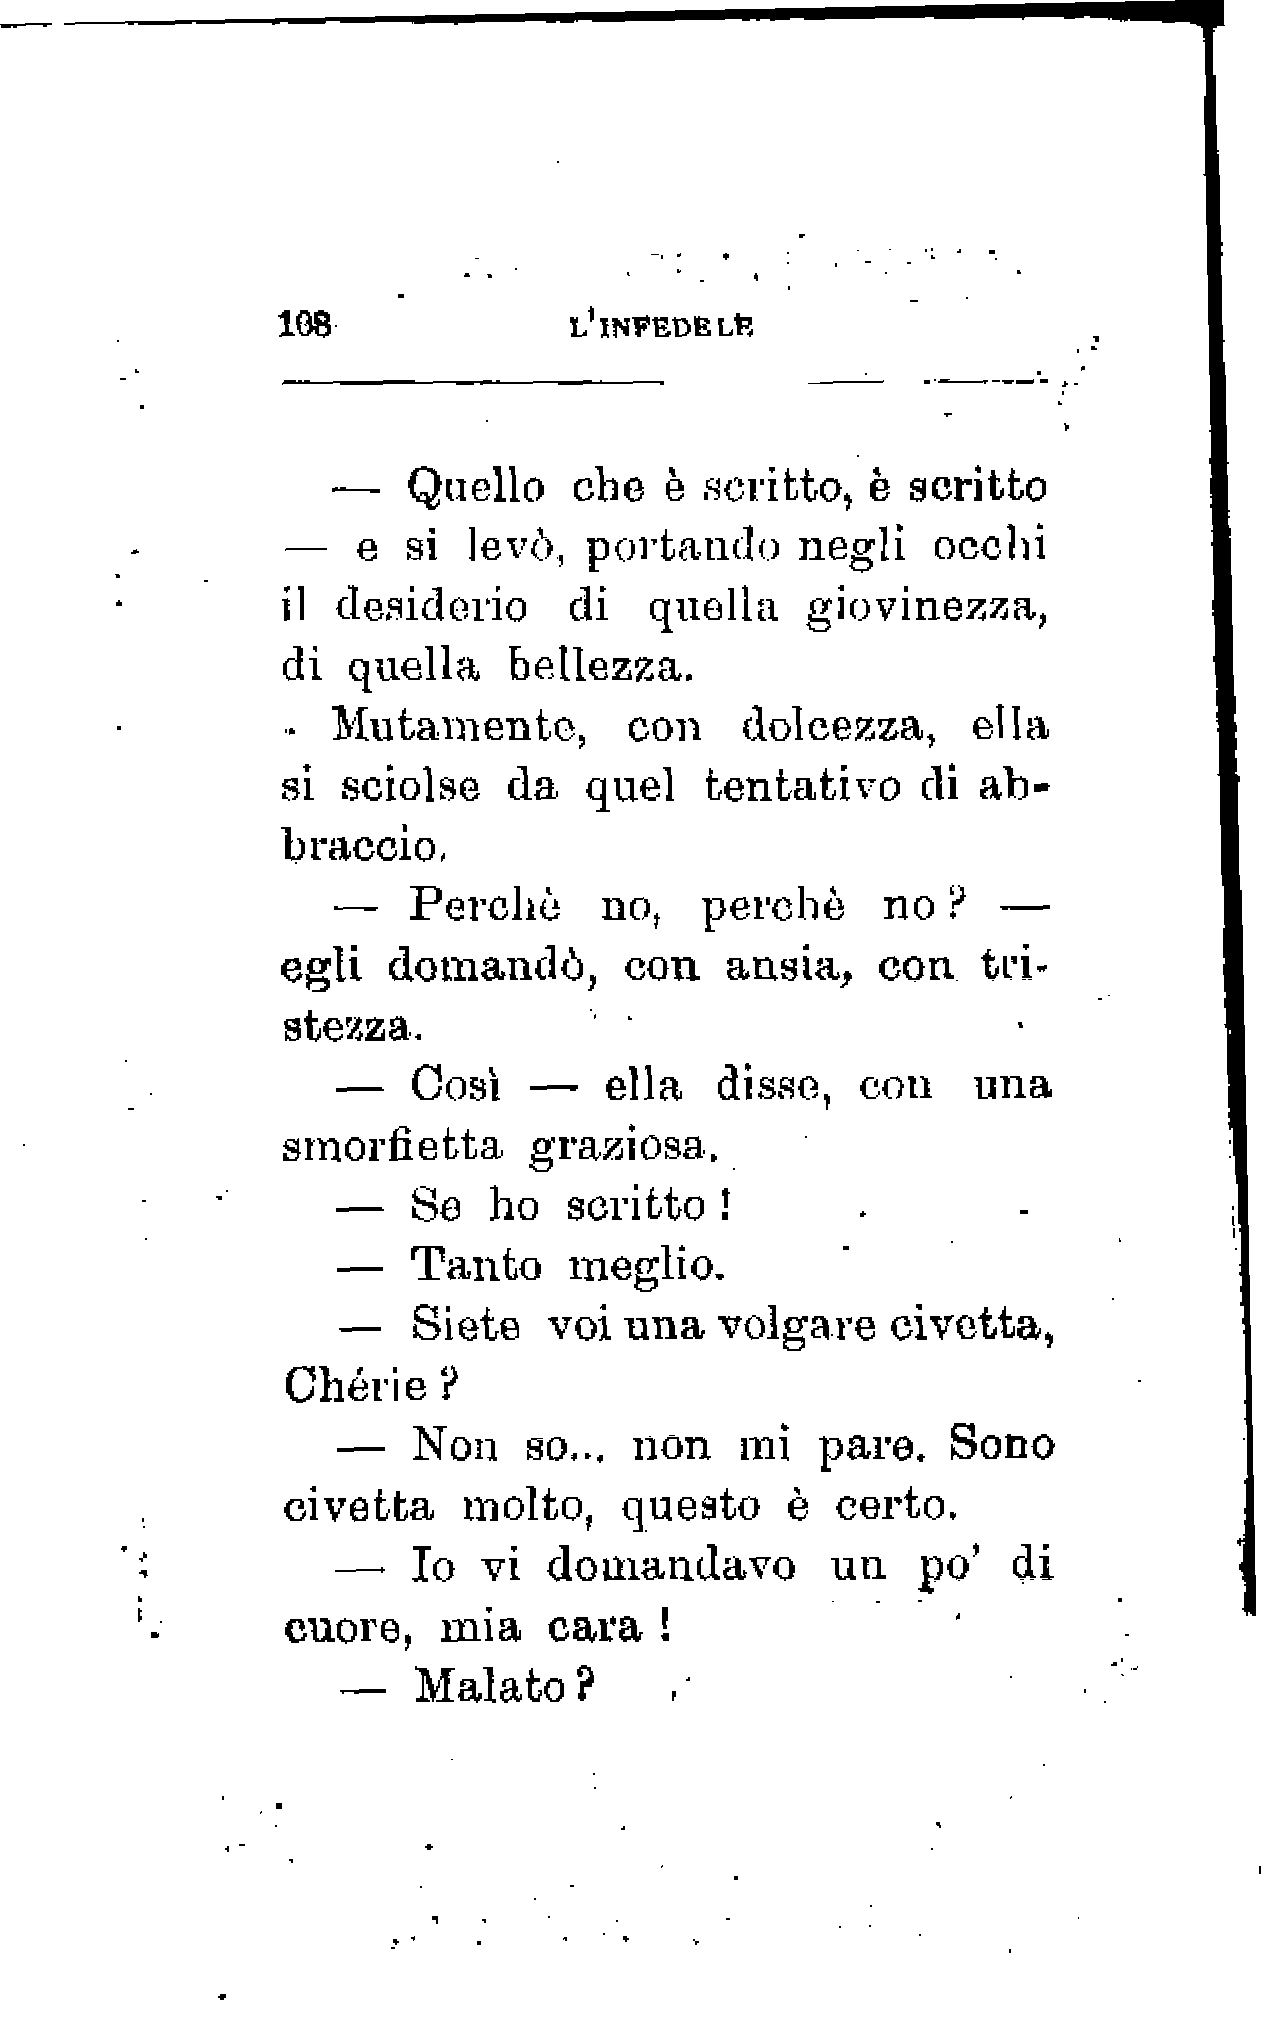 108 L'INFEDELE
— Quello che è scritto, è scritto
— e si levò, portando negli occhi
il desiderio di quella giovinezza,
di quella bellezza.
Mutamente, con dolcezza, ella
si sciolse da quel tentativo di ab-
braccio.
— Perchè no, perchè no? —
egli domandò, con ansia, con tri-
stezza.
— Così — ella disse, con una
smorfietta graziosa.
— Se ho scritto!
— Tanto meglio.
— Siete voi una volgare civetta,
Chérie?
— Non so... non mi pare. Sono
civetta molto, questo è certo.
— Io vi domandavo un po' di
cuore, mia cara!
— Malato?